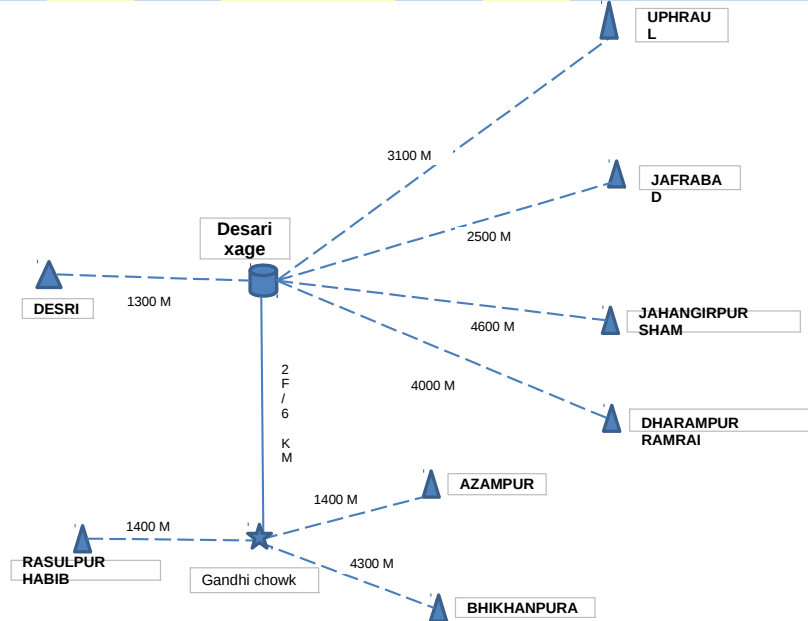 UPHRAU
L
3100 M
JAFRABA
D
Desari
xage
2500 M
DESRI
1300 M
JAHANGIRPUR
SHAM
4600 M
2
F
/
6
K
M
4000 M
DHARAMPUR
RAMRAI
AZAMPUR
1400 M
1400 M
RASULPUR
HABIB
Gandhi chowk
4300 M
BHIKHANPURA